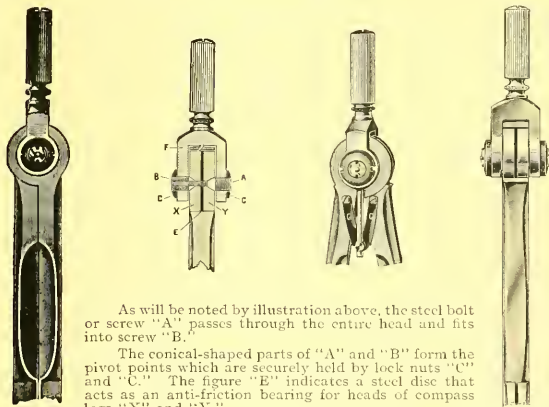 F
B A
C C
X Y
E
As will be noted by illustration above, the steel bolt
or screw "A" passes through the entire head and fits
into screw "B."
The conical-shaped parts of "A" and "B" form the
pivot points which are securely held by lock nuts "C"
and "C." The figure "E" indicates a steel disc that
acts as an anti-friction bearing for heads of compass
legs "X" and "Y."